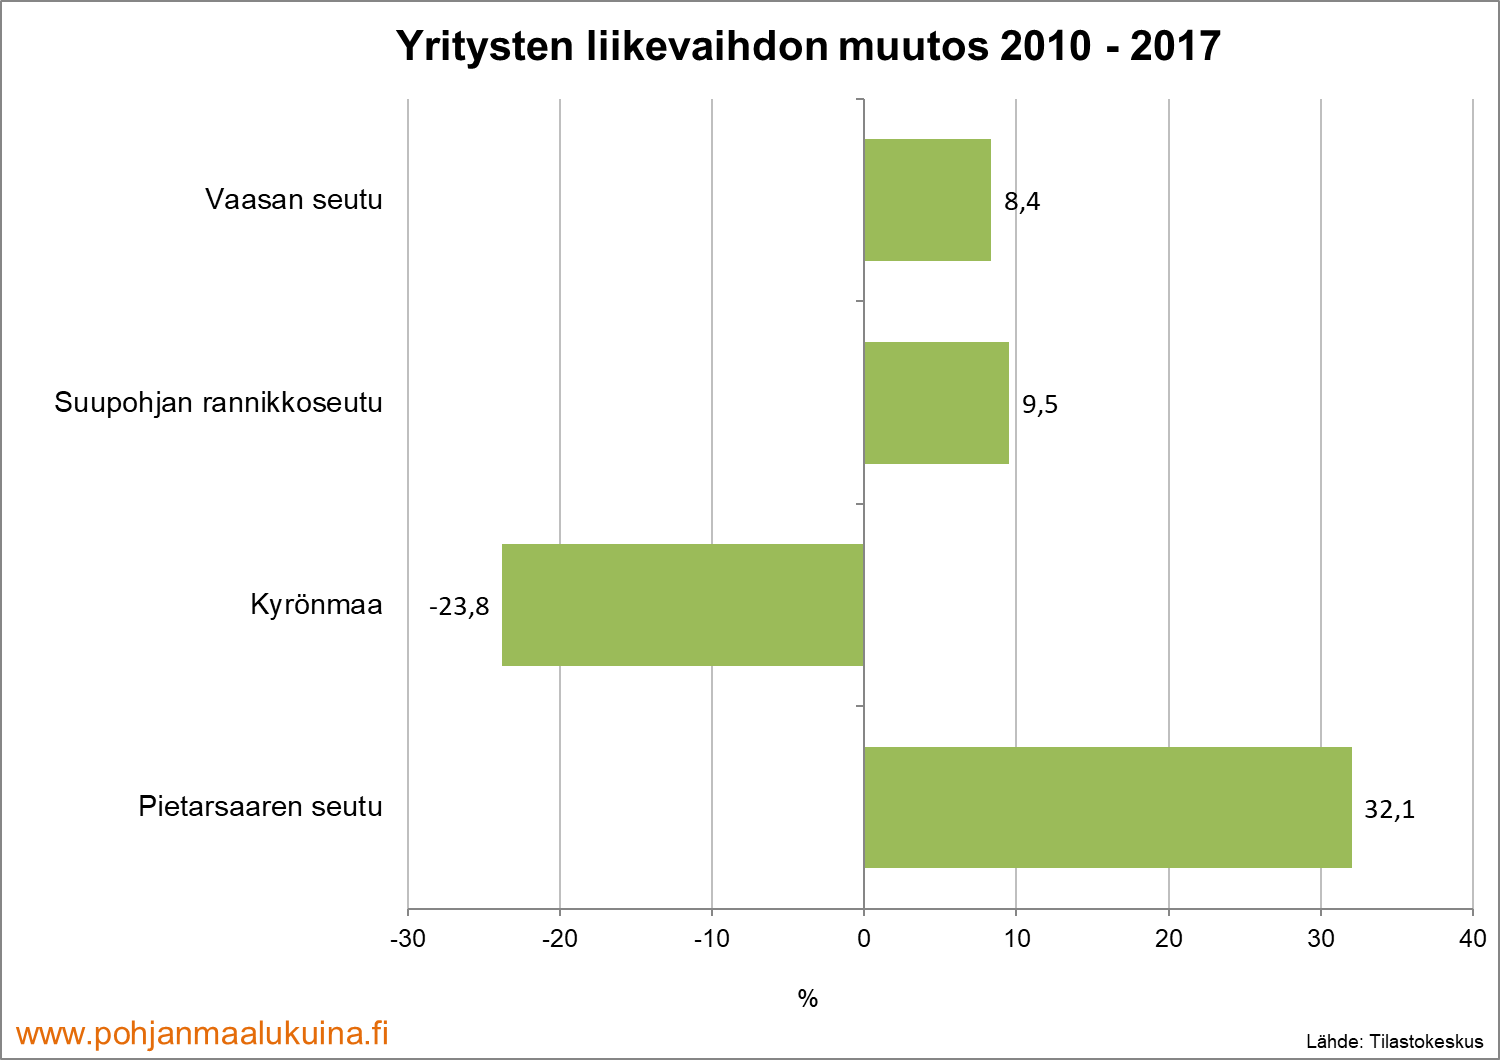 Yritysten liikevaihdon muutos 2010 - 2017
Vaasan seutu
8,4
Suupohjan rannikkoseutu
9,5
Kyrönmaa
-23,8
Pietarsaaren seutu
32,1
-30 -20 -10 0 10 20 30 40
%
www.pohjanmaalukuina.fi
Lähde: Tilastokeskus